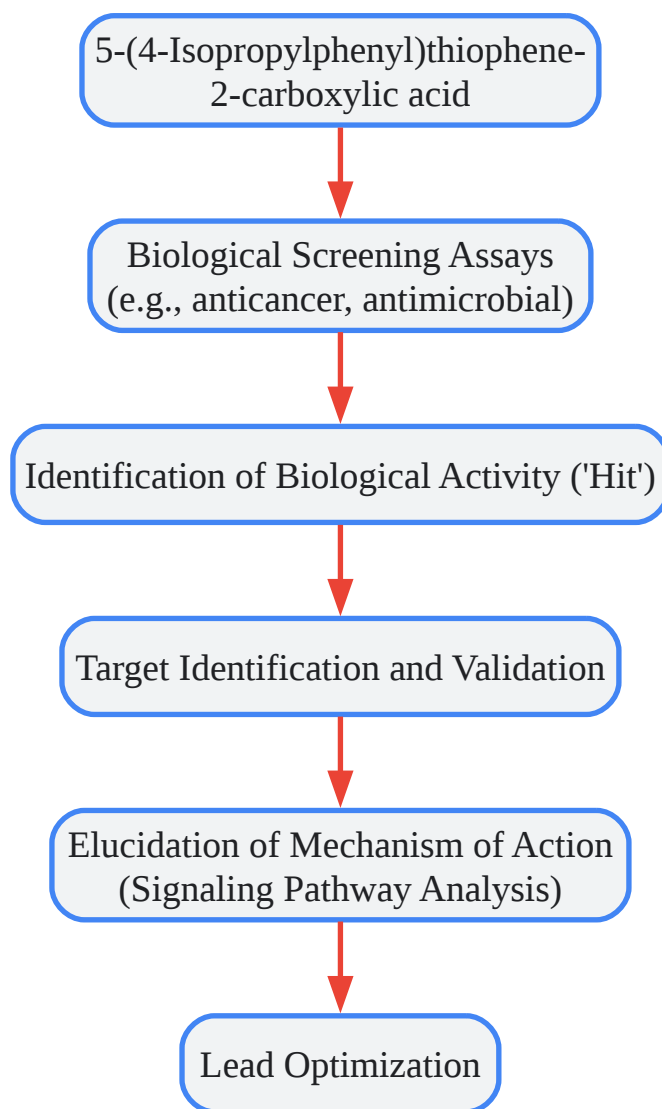 5-(4-Isopropylphenyl)thiophene-
2-carboxylic acid
Biological Screening Assays
(e.g., anticancer, antimicrobial)
Identification of Biological Activity ('Hit')
Target Identification and Validation
Elucidation of Mechanism of Action
(Signaling Pathway Analysis)
Lead Optimization